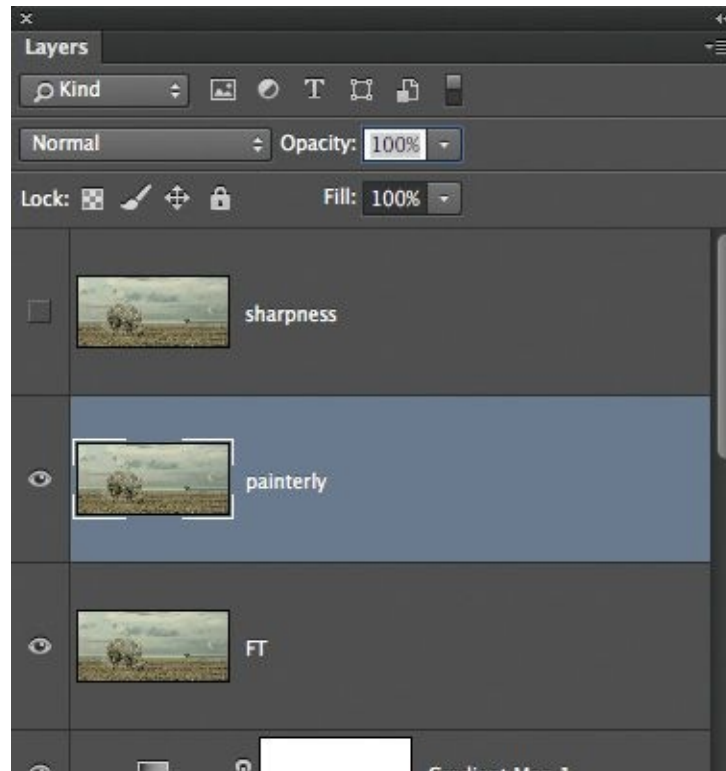 Layers
Kind
Normal Opacity: 100%
Lock: Fill: 100%
sharpness
painterly
FT